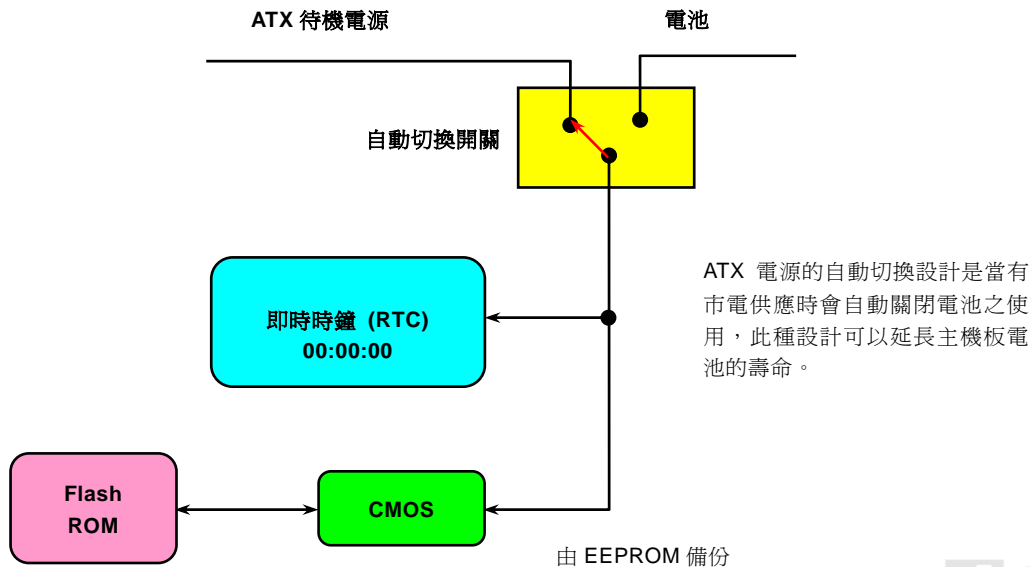 ATX 待機電源
電池
自動切換開關
ATX 電源的自動切換設計是當有
市電供應時會自動關閉電池之使
用，此種設計可以延長主機板電
池的壽命。
即時時鐘 (RTC)
00:00:00
Flash
ROM
CMOS
由 EEPROM 備份